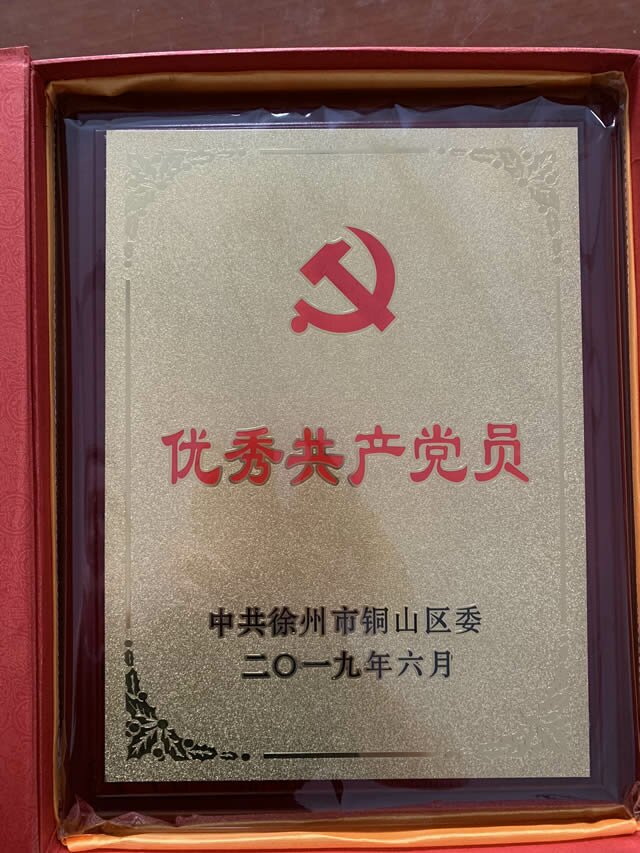 优秀共产党员
中共徐州市铜山区委
二〇一九年六月